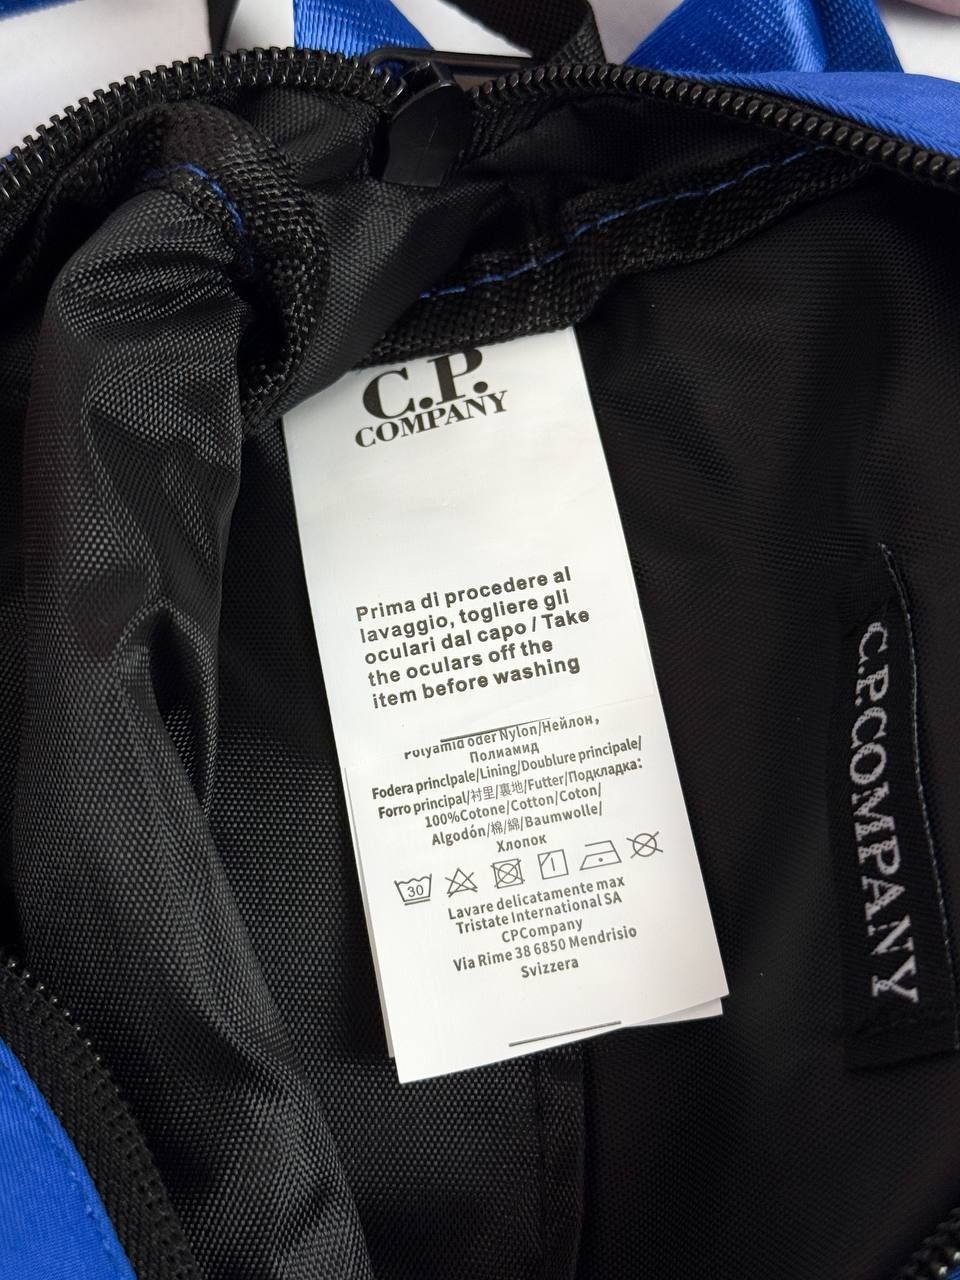 C.P.
COMPANY
Prima di procedere al
lavaggio, togliere gli
oculari dal capo / Take
the oculars off the
item before washing
Polyamid oder Nylon/Нейлон,
Полиамид
Fodera principlpale/Lining/Doublure principale/
Forro principal/衬里/裏地/Futter/Подкладка:
100%Cotone/Cotton/Coton/
Algodón/棉/綿/Baumwolle/
Хлопок
30
Lavare delicatamente max
Tristate International SA
CPCompany
Via Rime 38 6850 Mendrisio
Svizzera
C.P.COMPANY